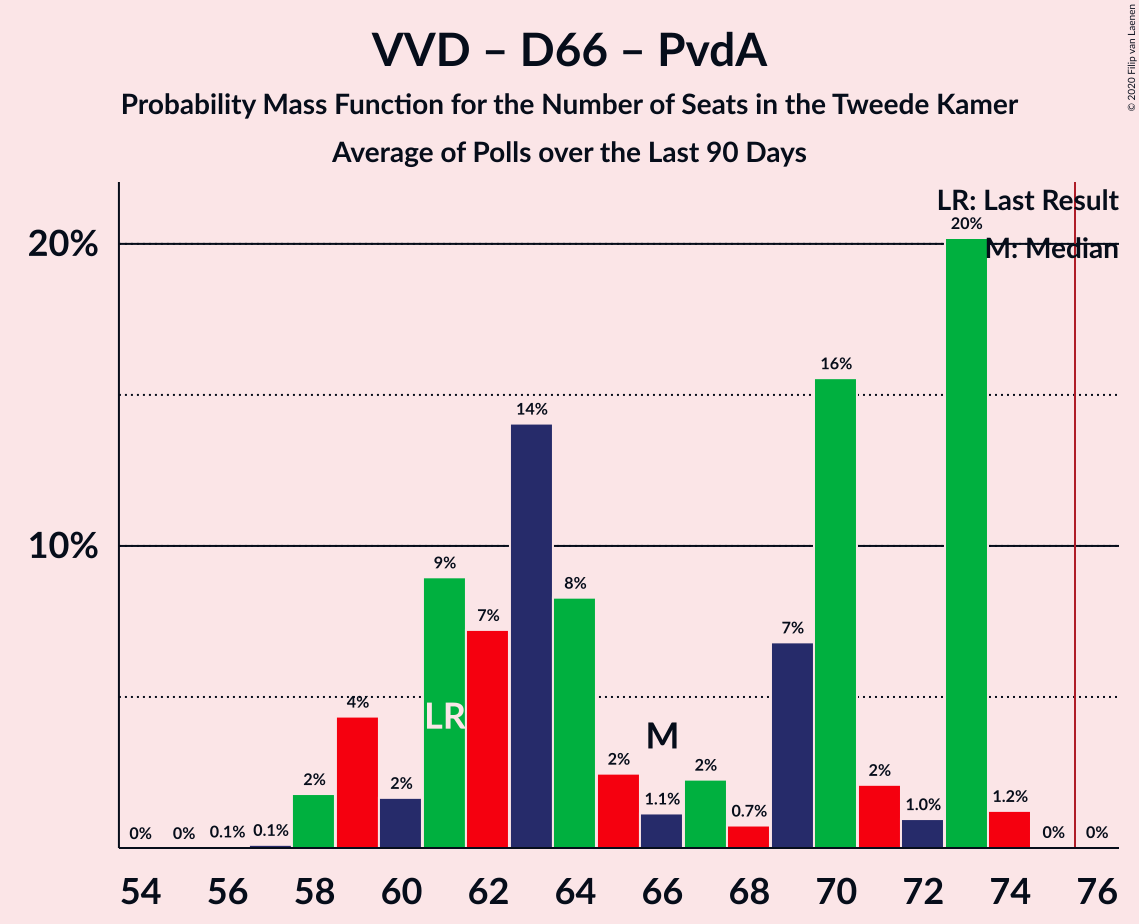 VVD – D66 – PvdA
Probability Mass Function for the Number of Seats in the Tweede Kamer
Average of Polls over the Last 90 Days
© 2020 Filip van Laenen
LR: Last Result
M: Median
20%
10%
0% 0% 0.1% 0.1% 2% 4% 2% 9% 7% 14% 8% 2% 1.1% 2% 0.7% 7% 16% 2% 1.0% 20% 1.2% 0% 0%
LR
M
54 56 58 60 62 64 66 68 70 72 74 76